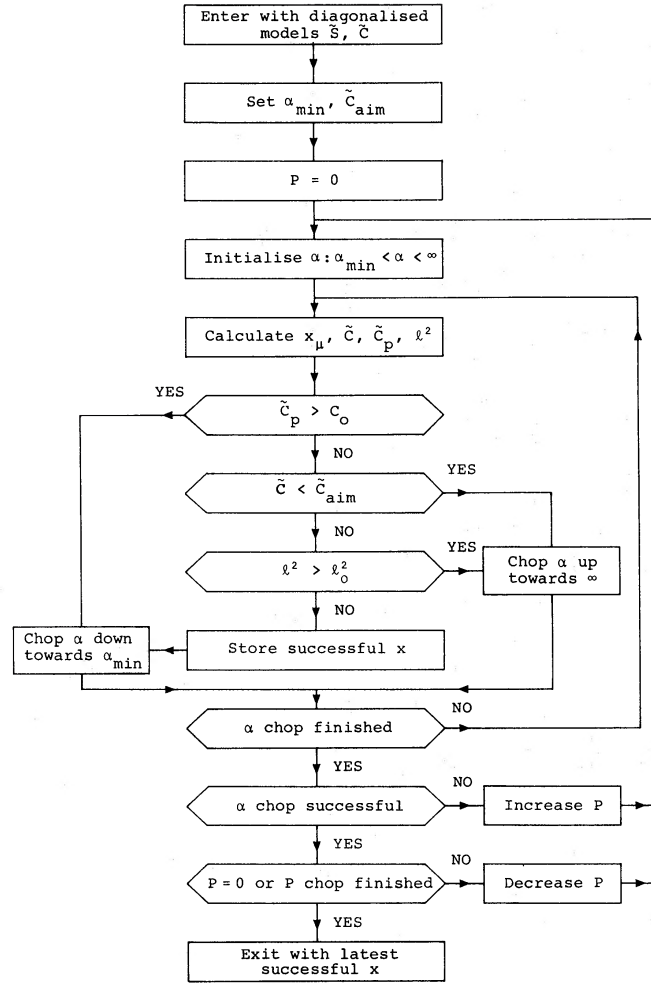 Enter with diagonalised
models S̃, C̃
Set α_min, C̃_aim
P = 0
Initialise α: α_min < α < ∞
Calculate x_μ, C̃, C̃_p, ℓ²
YES
C̃_p > C_o
NO
C̃ < C̃_aim
YES
NO
ℓ² > ℓ_o²
YES
Chop α up
towards ∞
NO
Chop α down
towards α_min
Store successful x
α chop finished
NO
YES
α chop successful
NO
Increase P
YES
P = 0 or P chop finished
NO
Decrease P
YES
Exit with latest
successful x